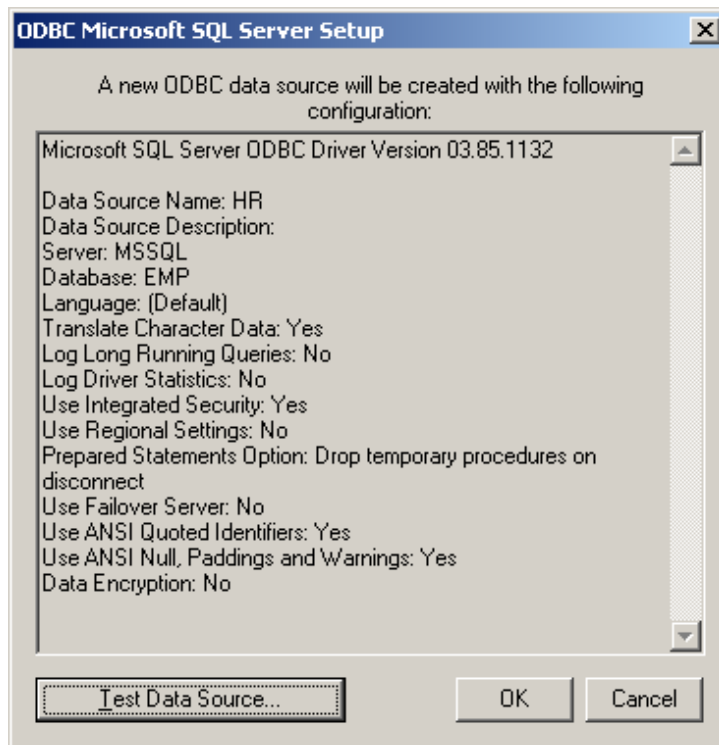 ODBC Microsoft SQL Server Setup
A new ODBC data source will be created with the following
configuration:
Microsoft SQL Server ODBC Driver Version 03.85.1132
Data Source Name: HR
Data Source Description:
Server: MSSQL
Database: EMP
Language: (Default)
Translate Character Data: Yes
Log Long Running Queries: No
Log Driver Statistics: No
Use Integrated Security: Yes
Use Regional Settings: No
Prepared Statements Option: Drop temporary procedures on
disconnect
Use Failover Server: No
Use ANSI Quoted Identifiers: Yes
Use ANSI Null, Paddings and Warnings: Yes
Data Encryption: No
Test Data Source... OK Cancel